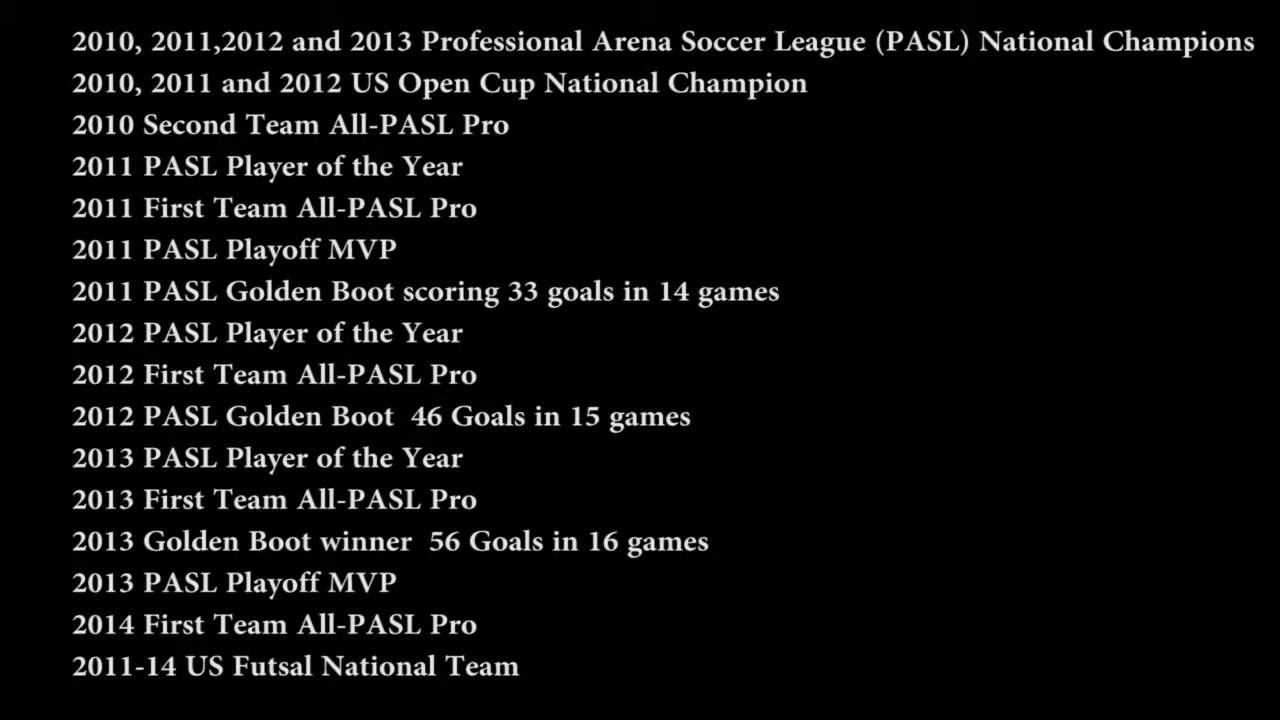 2010, 2011,2012 and 2013 Professional Arena Soccer League (PASL) National Champions
2010, 2011 and 2012 US Open Cup National Champion
2010 Second Team All-PASL Pro
2011 PASL Player of the Year
2011 First Team All-PASL Pro
2011 PASL Playoff MVP
2011 PASL Golden Boot scoring 33 goals in 14 games
2012 PASL Player of the Year
2012 First Team All-PASL Pro
2012 PASL Golden Boot  46 Goals in 15 games
2013 PASL Player of the Year
2013 First Team All-PASL Pro
2013 Golden Boot winner  56 Goals in 16 games
2013 PASL Playoff MVP
2014 First Team All-PASL Pro
2011-14 US Futsal National Team